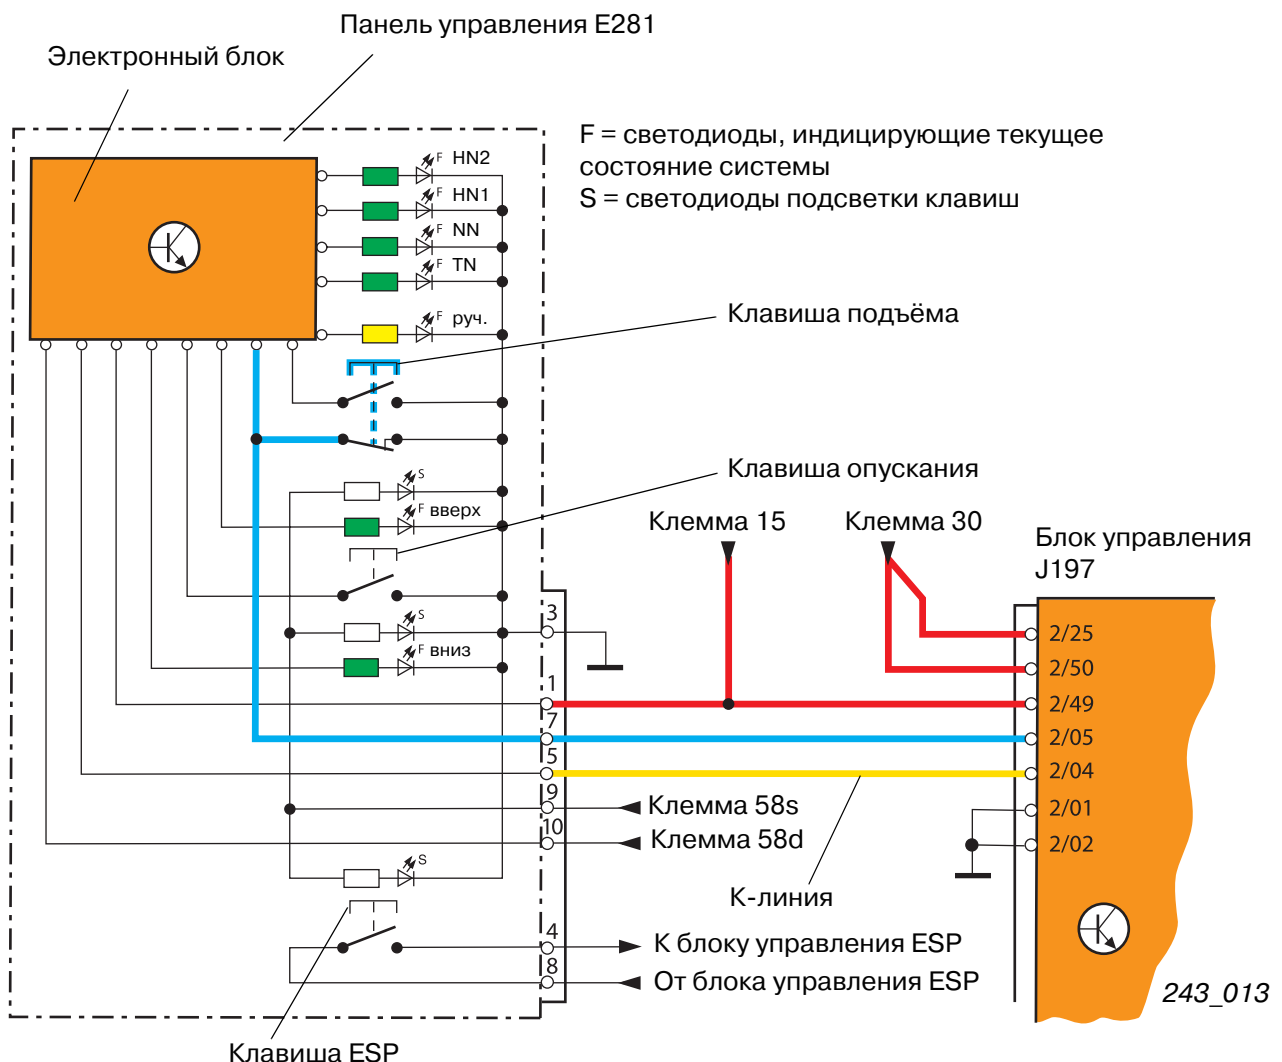 Панель управления E281
Электронный блок
F = светодиоды, индицирующие текущее
состояние системы
S = светодиоды подсветки клавиш
F HN2
F HN1
F NN
F TN
F руч.
Клавиша подъёма
Клавиша опускания
S
F вверх
Клемма 15
Клемма 30
Блок управления
J197
S
F вниз
3
1
7
5
9
10
2/25
2/50
2/49
2/05
2/04
2/01
2/02
Клемма 58s
Клемма 58d
S
К-линия
4
8
К блоку управления ESP
От блока управления ESP
243_013
Клавиша ESP